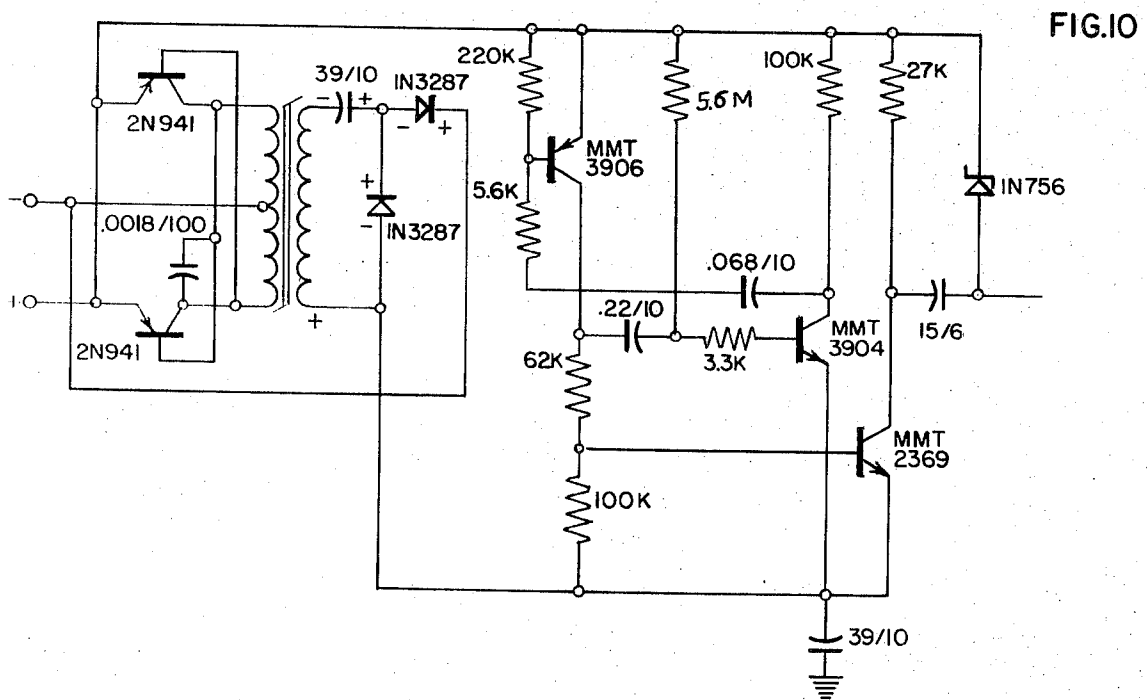 FIG.10
220K
39/10
IN3287
100K
27K
2N941
5.6M
MMT
3906
5.6K
IN756
-
.0018/100
IN3287
.068/10
+
.22/10
MMT
3904
15/6
2N941
62K
3.3K
MMT
2369
100K
39/10
- +
- +
+
-
+